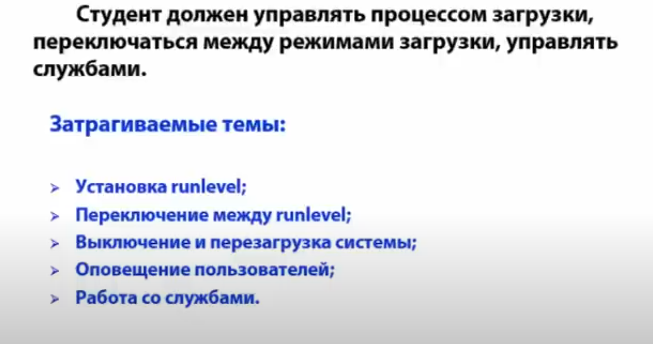 Студент должен управлять процессом загрузки,
переключаться между режимами загрузки, управлять
службами.
Затрагиваемые темы:
➢ Установка runlevel;
➢ Переключение между runlevel;
➢ Выключение и перезагрузка системы;
➢ Оповещение пользователей;
➢ Работа со службами.